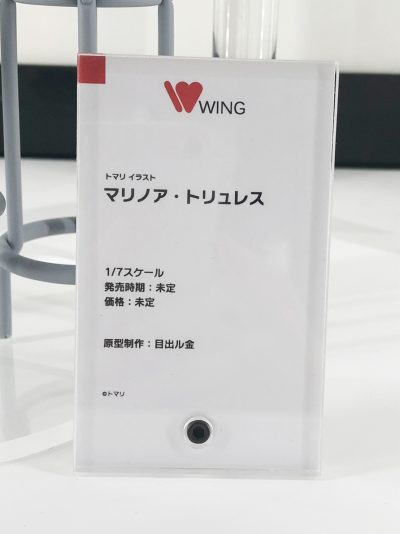 WING
トマリ イラスト
マリノア・トリュレス
1/7スケール
発売時期：未定
価格：未定
原型制作：目出ル金
©トマリ